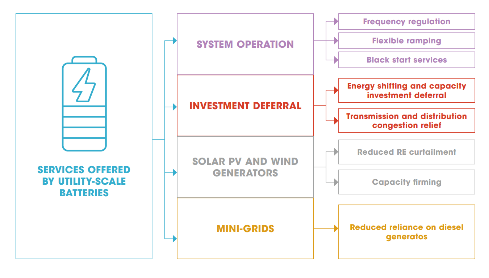 SERVICES OFFERED
BY UTILITY-SCALE
BATTERIES
SYSTEM OPERATION
Frequency regulation
Flexible ramping
Black start services
INVESTMENT DEFERRAL
Energy shifting and capacity
investment deferral
Transmission and distribution
congestion relief
SOLAR PV AND WIND
GENERATORS
Reduced RE curtailment
Capacity firming
MINI-GRIDS
Reduced reliance on diesel
generatos